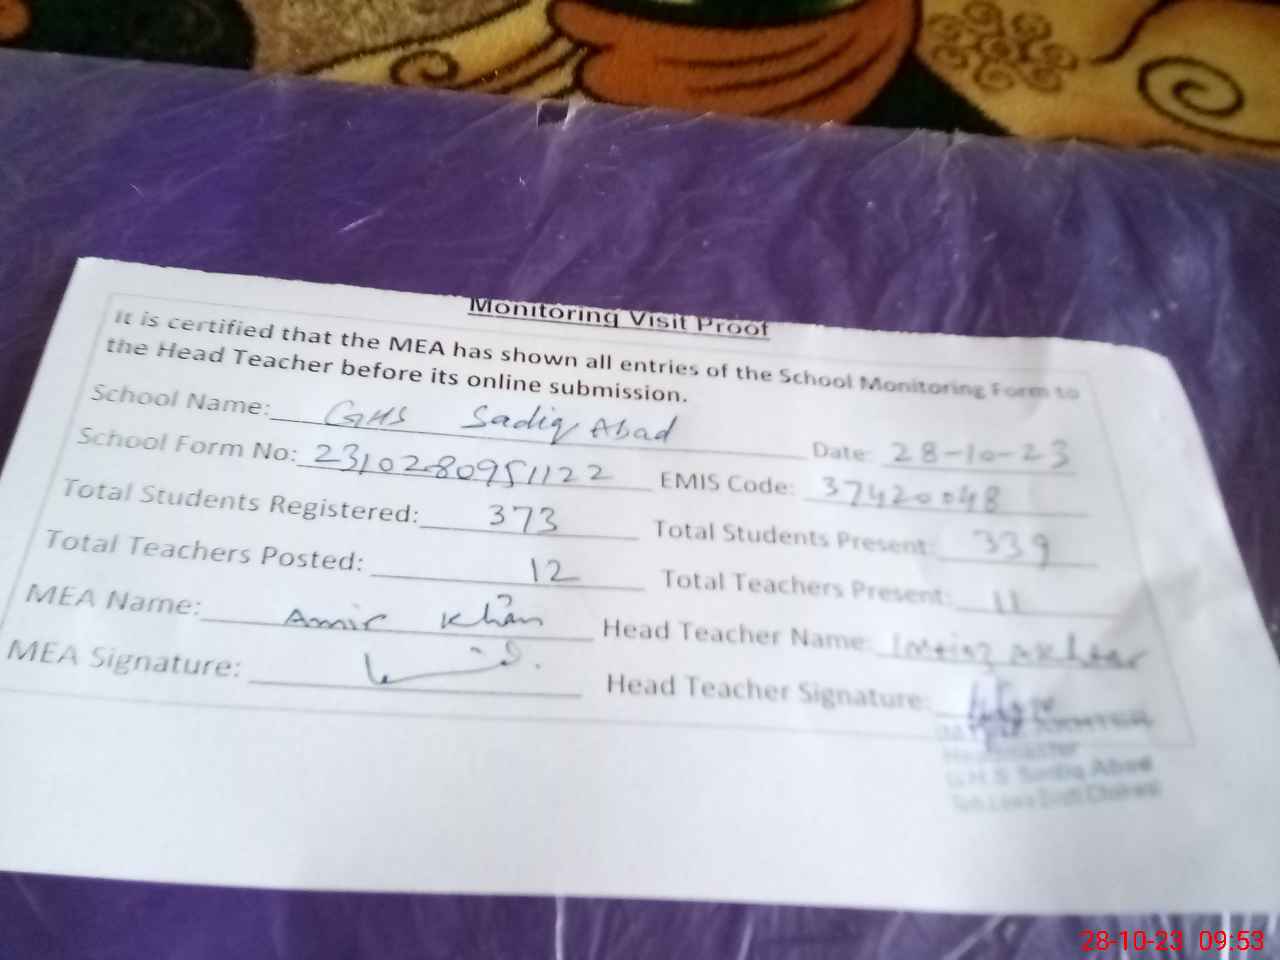 Monitoring Visit Proof
It is certified that the MEA has shown all entries of the School Monitoring Form to
the Head Teacher before its online submission.
School Name: GHS Sadiq Abad Date: 28-10-23
School Form No: 2310280951122 EMIS Code: 37420048
Total Students Registered: 373 Total Students Present: 339
Total Teachers Posted: 12 Total Teachers Present: 11
MEA Name: Amir Khan Head Teacher Name: Imtiaz Akhtar
MEA Signature: Head Teacher Signature:
AKHTER
Headmaster
G.H.S Sadiq Abad
28-10-23 09:53